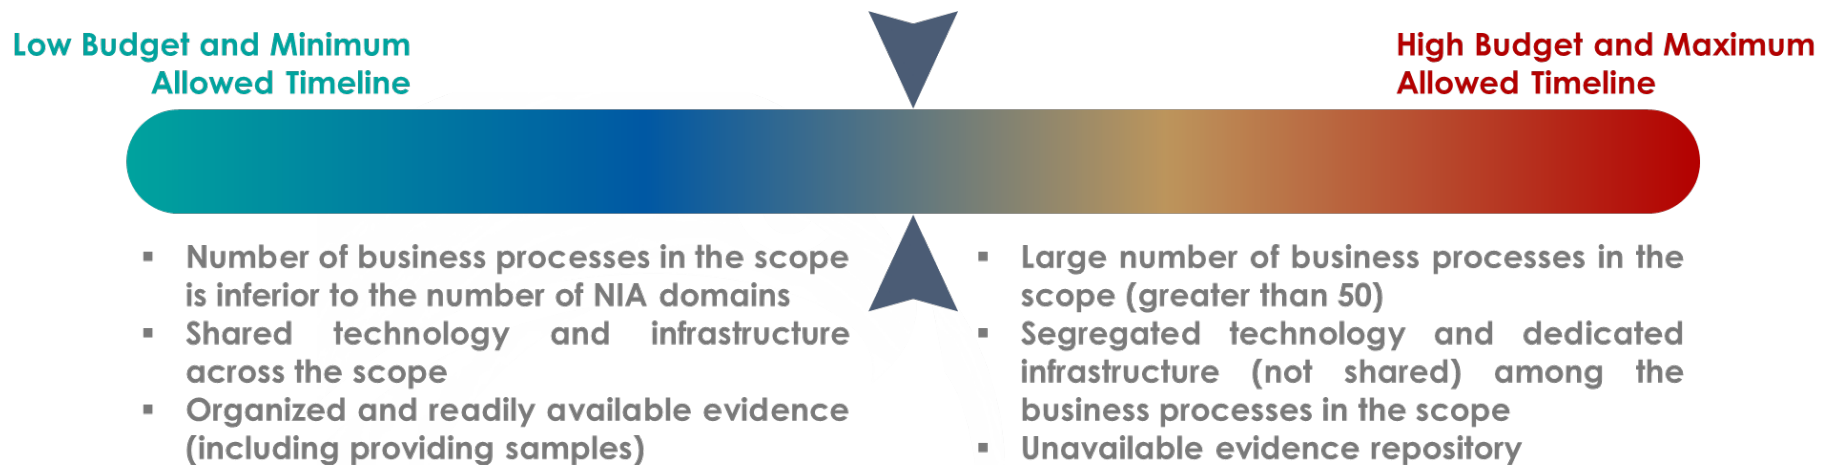 Low Budget and Minimum
Allowed Timeline
High Budget and Maximum
Allowed Timeline
▪ Number of business processes in the scope
is inferior to the number of NIA domains
▪ Shared technology and infrastructure
across the scope
▪ Organized and readily available evidence
(including providing samples)
▪ Large number of business processes in the
scope (greater than 50)
▪ Segregated technology and dedicated
infrastructure (not shared) among the
business processes in the scope
▪ Unavailable evidence repository